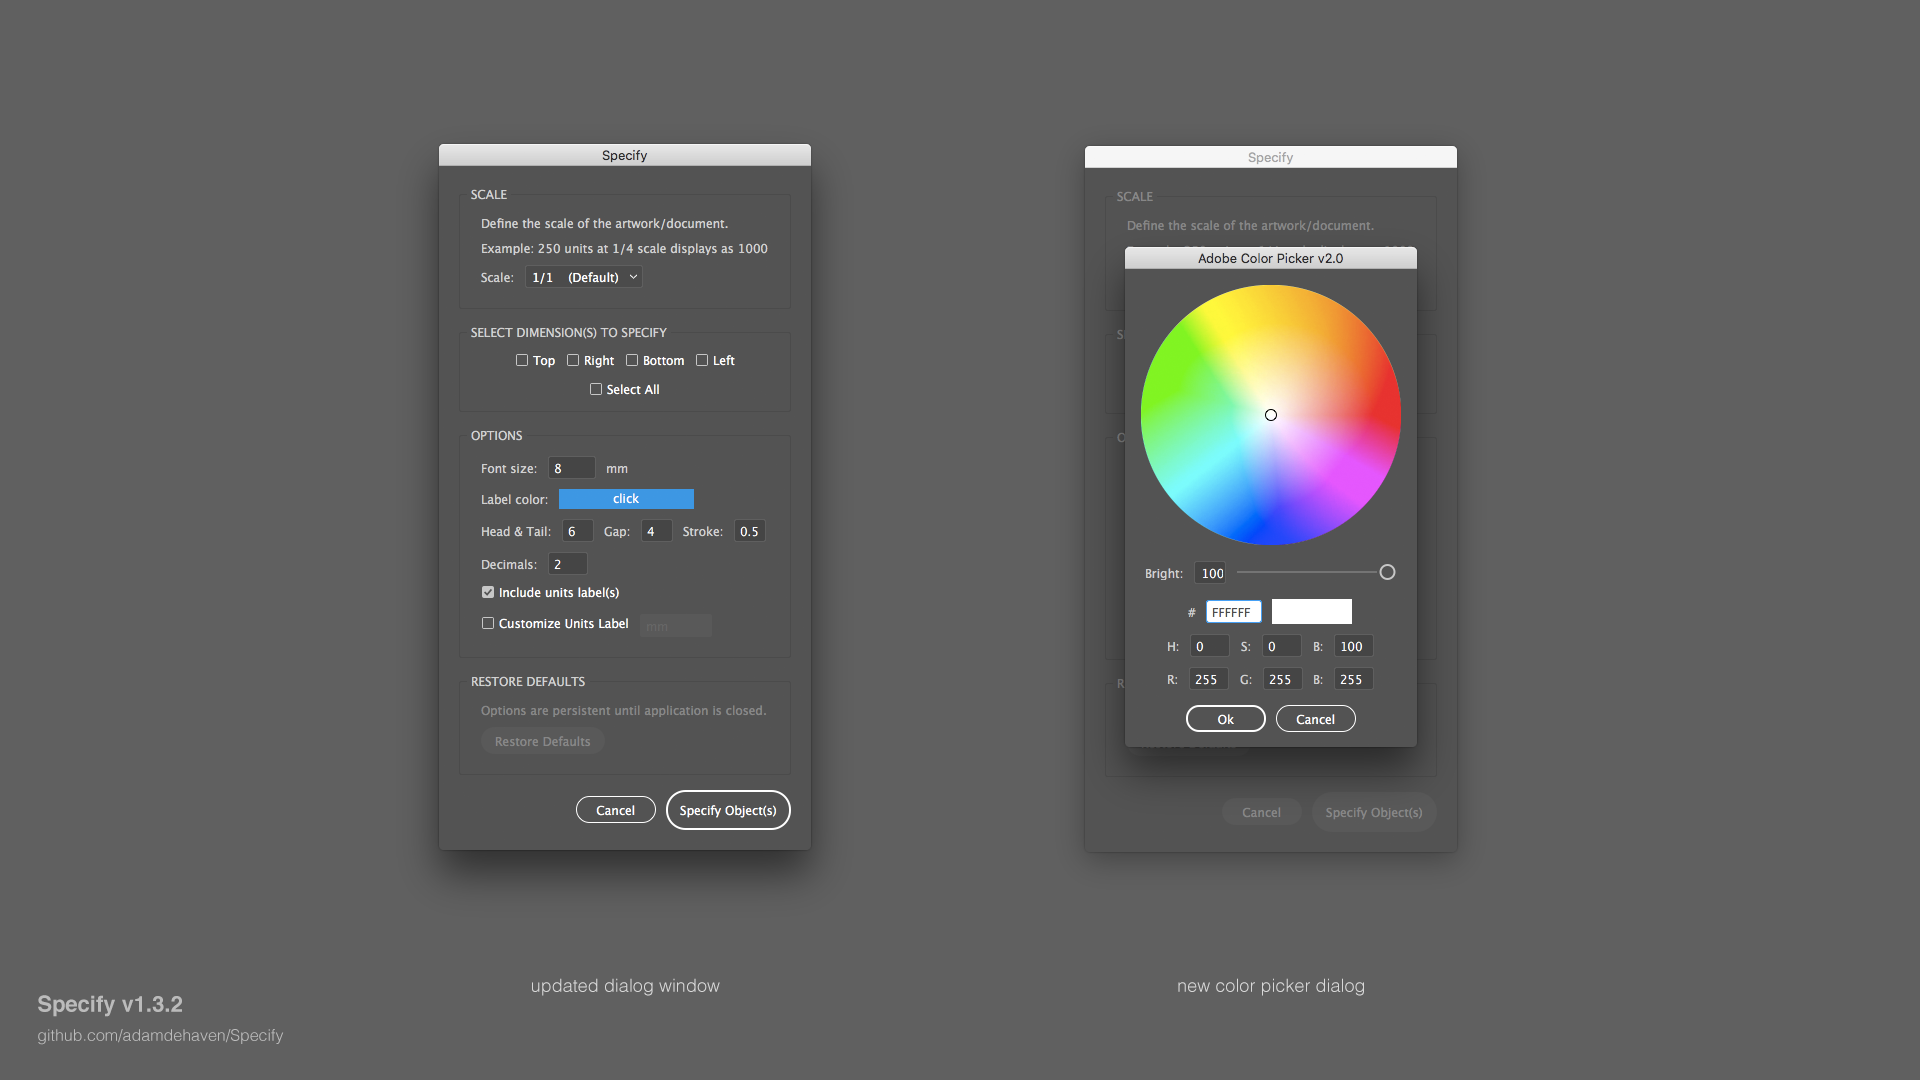 Specify
SCALE
Define the scale of the artwork/document.
Example: 250 units at 1/4 scale displays as 1000
Scale: 1/1 (Default)
SELECT DIMENSION(S) TO SPECIFY
Top Right Bottom Left
Select All
OPTIONS
Font size: 8 mm
Label color: click
Head & Tail: 6 Gap: 4 Stroke: 0.5
Decimals: 2
Include units label(s)
Customize Units Label mm
RESTORE DEFAULTS
Options are persistent until application is closed.
Restore Defaults
Cancel Specify Object(s)
updated dialog window
Specify
SCALE
Define the scale of the artwork/document.
Adobe Color Picker v2.0
Bright: 100
# FFFFFF
H: 0 S: 0 B: 100
R: 255 G: 255 B: 255
Ok Cancel
Cancel Specify Object(s)
new color picker dialog
Specify v1.3.2
github.com/adamdehaven/Specify